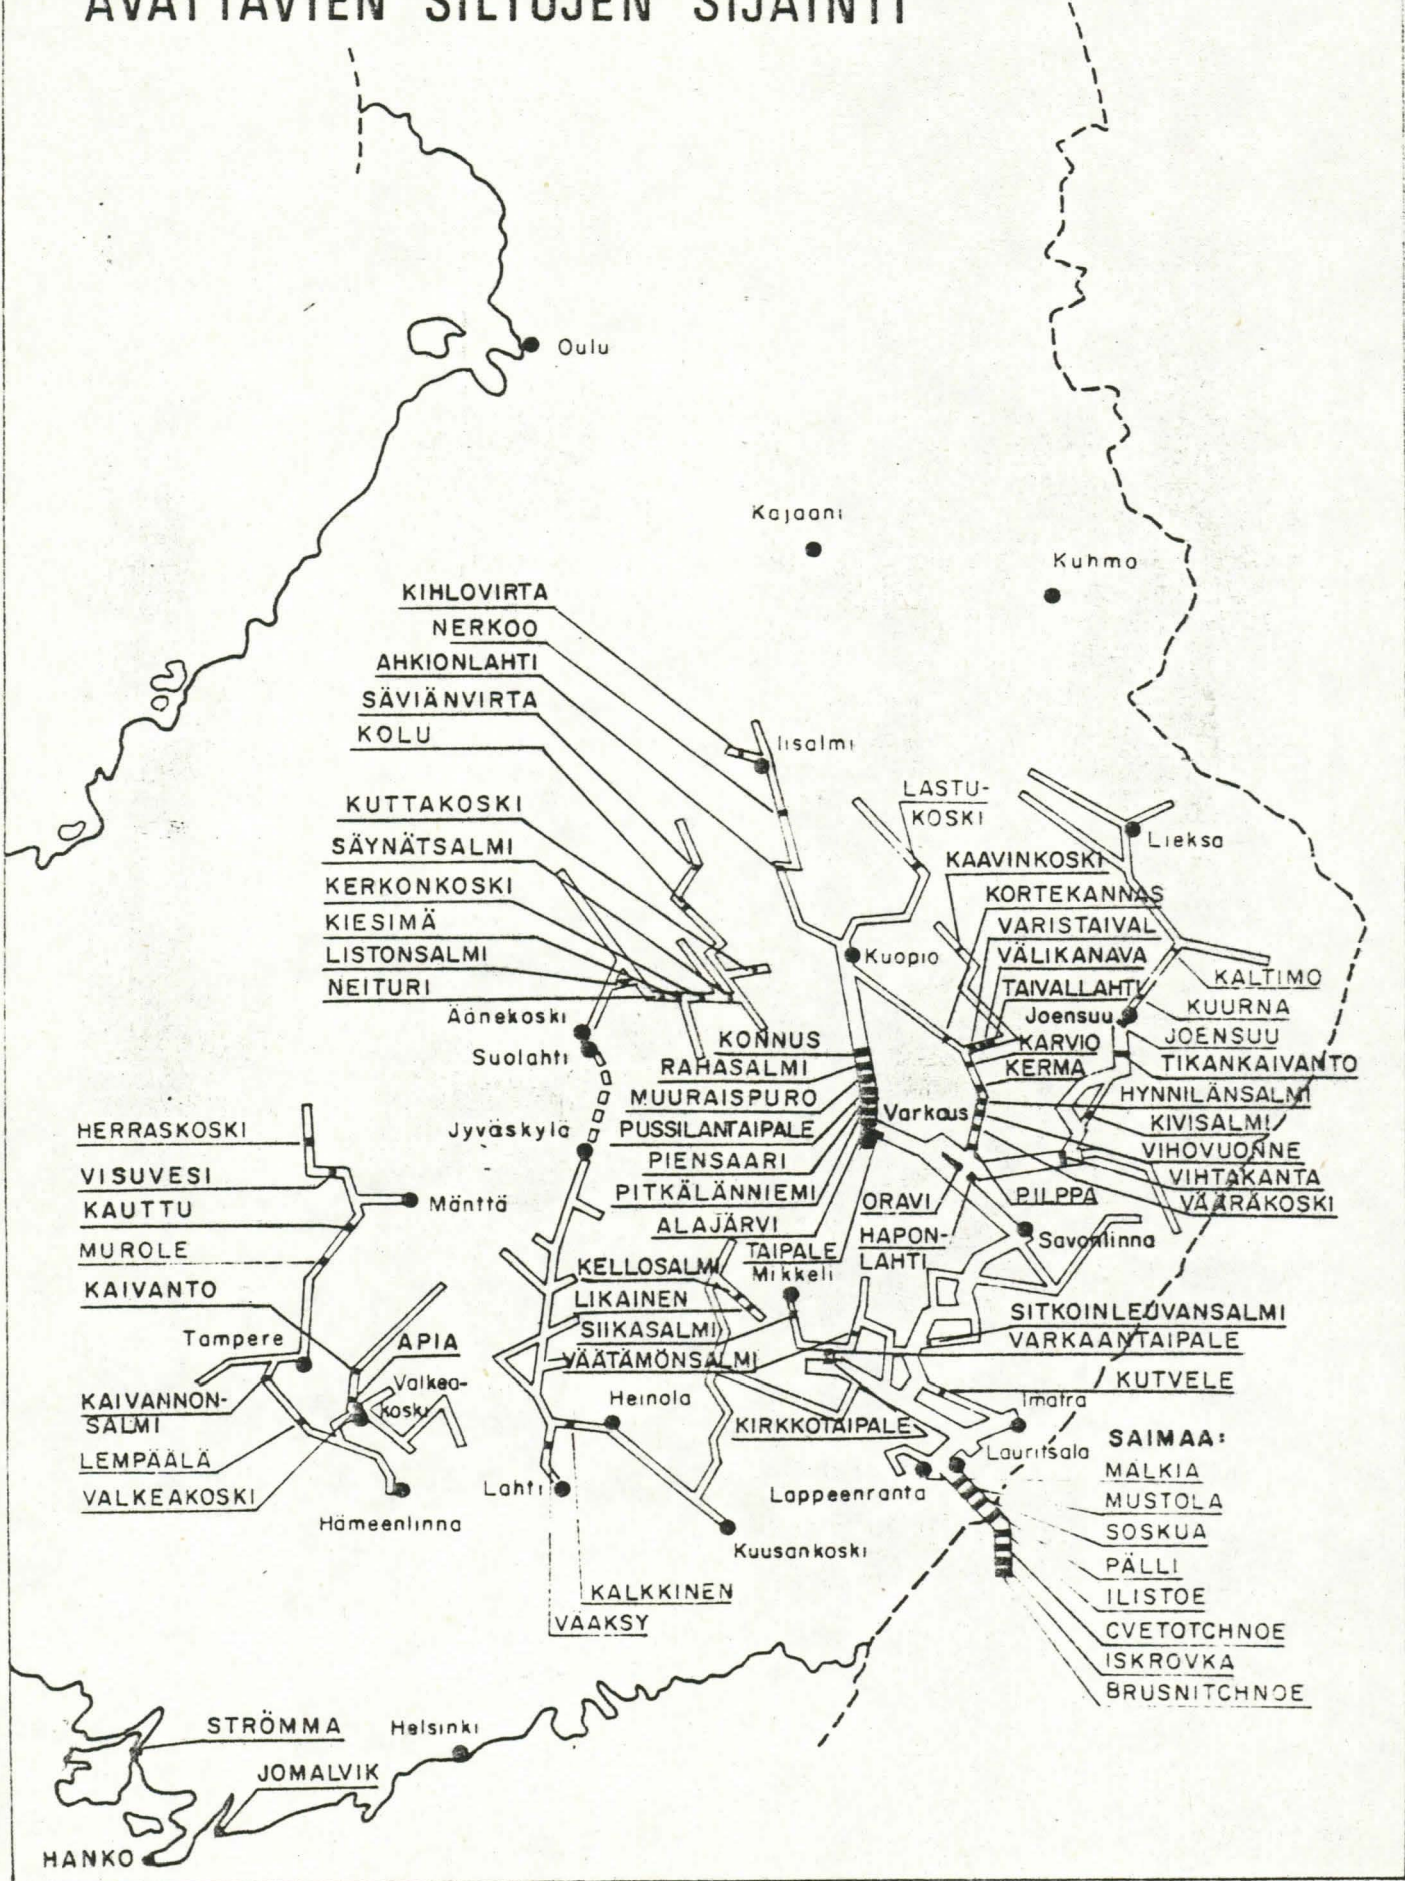 AVATTAVIEN SILTOJEN SIJAINTI
Oulu
Kajaani
Kuhmo
KIHLOVIRTA
NERKOO
AHKIONLAHTI
SÄVIÄNVIRTA
KOLU
Iisalmi
KUTTAKOSKI
SÄYNÄTSALMI
KERKONKOSKI
KIESIMÄ
LISTONSALMI
NEITURI
LASTU-
KOSKI
Lieksa
KAAVINKOSKI
KORTEKANNAS
VARISTAIVAL
VÄLIKANAVA
TAIVALLAHTI
Kuopio
KALTIMO
KUURNA
Joensuu
JOENSUU
TIKANKAIVANTO
Äänekoski
Suolahti
KONNUS
RAHASALMI
MUURAISPURO
PUSSILANTAIPALE
PIENSAARI
PITKÄLÄNNIEMI
ALAJÄRVI
TAIPALE
KARVIO
KERMA
HYNNILÄNSALMI
KIVISALMI
VIHOVUONNE
VIHTAKANTA
VÄÄRÄKOSKI
Varkaus
ORAVI
HAPON-
LAHTI
PILPPA
Savonlinna
HERRASKOSKI
VISUVESI
KAUTTU
MUROLE
KAIVANTO
Jyväskylä
Mänttä
Tampere
APIA
Valkea-
koski
KAIVANNON-
SALMI
LEMPÄÄLÄ
VALKEAKOSKI
Hämeenlinna
KELLOSALMI
LIKAINEN
SIIKASALMI
VÄÄTÄMÖNSALMI
Mikkeli
SITKOINLEUVANSALMI
VARKAANTAIPALE
KUTVELE
Heinola
KIRKKOTAIPALE
Imatra
Lauritsala
Lappeenranta
Lahti
Kuusankoski
KALKKINEN
VÄÄKSY
SAIMAA:
MÄLKIÄ
MUSTOLA
SOSKUA
PÄLLI
ILISTOE
CVETOTCHNOE
ISKROVKA
BRUSNITCHNOE
STRÖMMA
Helsinki
JOMALVIK
HANKO